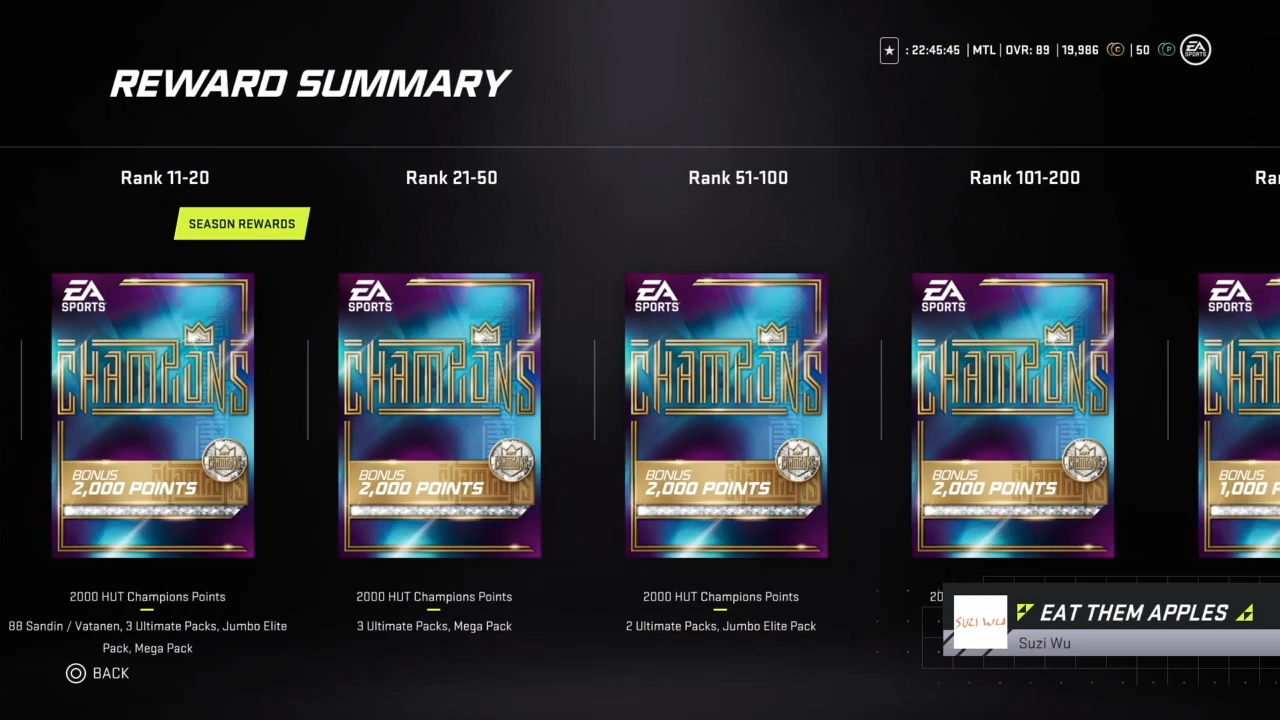 : 22:45:45 | MTL | OVR: 89 | 19,986 C | 50 P EA SPORTS
REWARD SUMMARY
Rank 11-20
Rank 21-50
Rank 51-100
Rank 101-200
SEASON REWARDS
EA SPORTS
CHAMPIONS
BONUS
2,000 POINTS
EA SPORTS
CHAMPIONS
BONUS
2,000 POINTS
EA SPORTS
CHAMPIONS
BONUS
2,000 POINTS
EA SPORTS
CHAMPIONS
BONUS
2,000 POINTS
EA SPORTS
BONUS
1,000
2000 HUT Champions Points
88 Sandin / Vatanen, 3 Ultimate Packs, Jumbo Elite
Pack, Mega Pack
2000 HUT Champions Points
3 Ultimate Packs, Mega Pack
2000 HUT Champions Points
2 Ultimate Packs, Jumbo Elite Pack
SUZI WU
EAT THEM APPLES
Suzi Wu
BACK